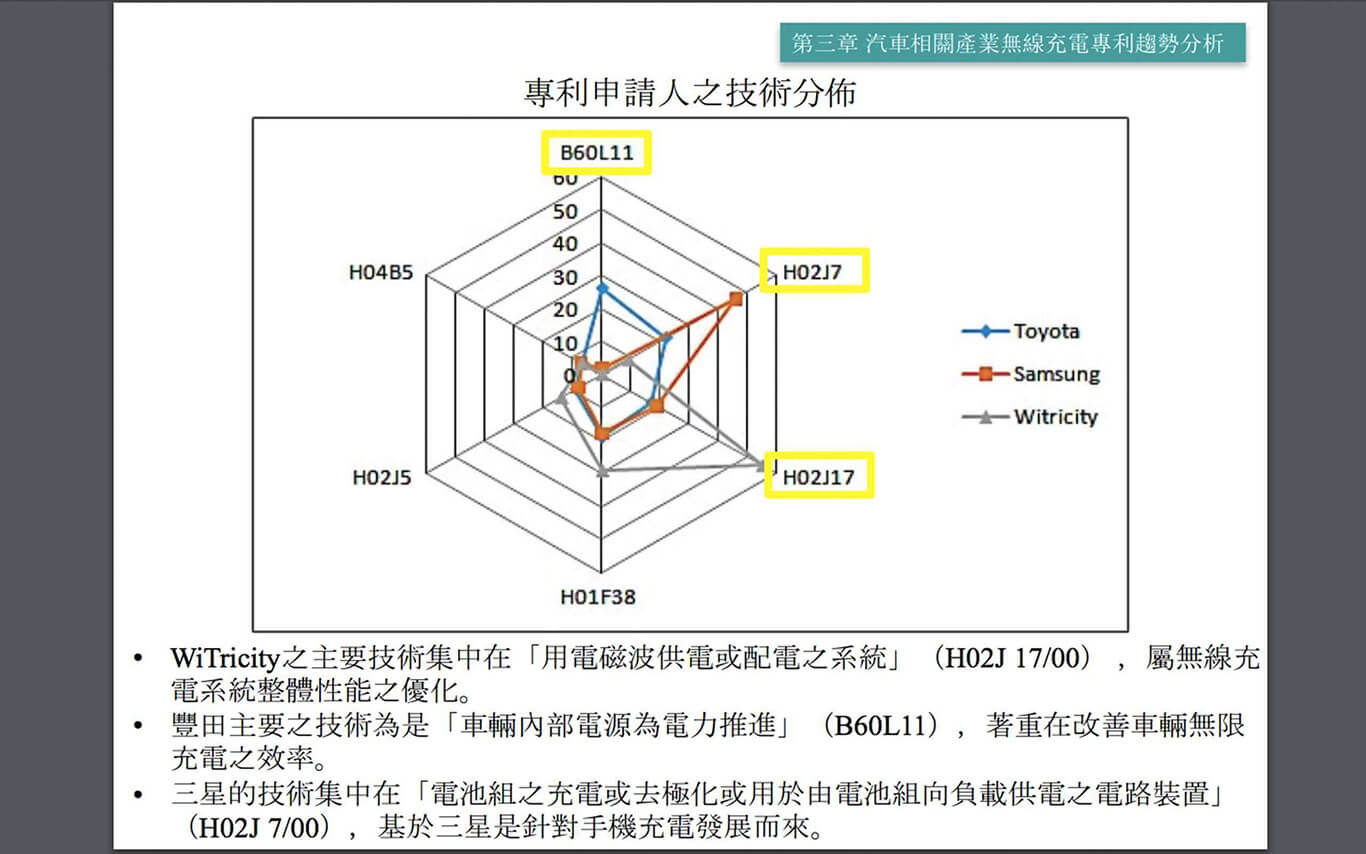 第三章 汽車相關產業無線充電專利趨勢分析
專利申請人之技術分佈
B60L11
60
50
40
30
20
10
0
H04B5
H02J7
H02J5
H02J17
H01F38
Toyota
Samsung
Witricity
• WiTricity之主要技術集中在「用電磁波供電或配電之系統」（H02J 17/00），屬無線充
電系統整體性能之優化。
• 豐田主要之技術為是「車輛內部電源為電力推進」（B60L11），著重在改善車輛無限
充電之效率。
• 三星的技術集中在「電池組之充電或去極化或用於由電池組向負載供電之電路裝置」
（H02J 7/00），基於三星是針對手機充電發展而來。